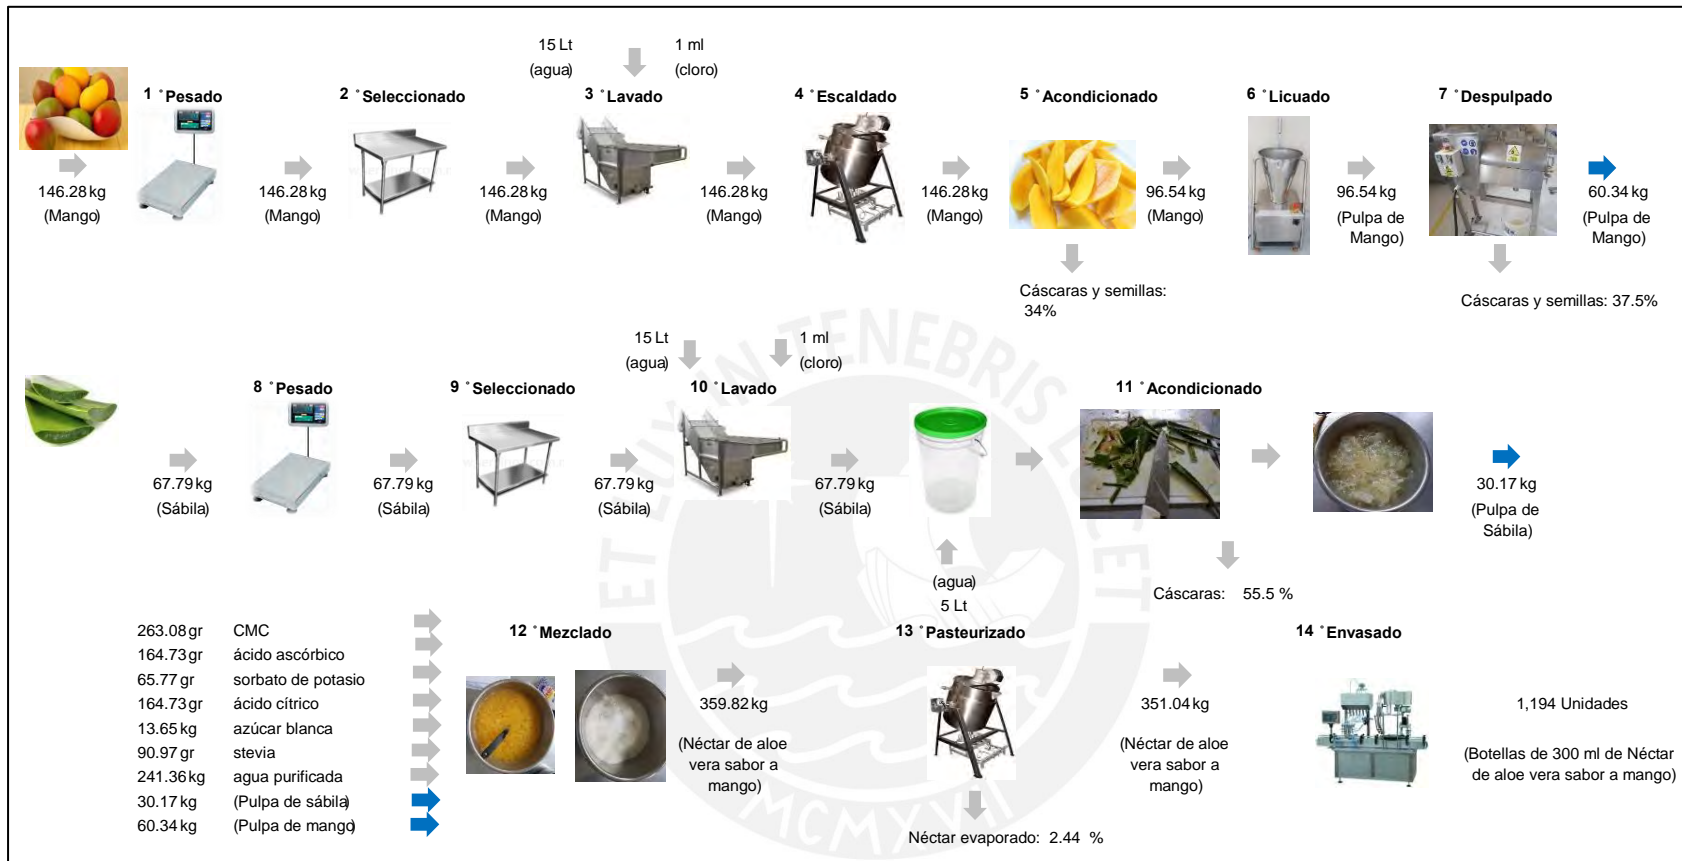 15 Lt
(agua)
1 ml
(cloro)
1 ° Pesado
2 ° Seleccionado
3 ° Lavado
4 ° Escaldado
5 ° Acondicionado
6 ° Licuado
7 ° Despulpado
146.28 kg
(Mango)
146.28 kg
(Mango)
146.28 kg
(Mango)
146.28 kg
(Mango)
146.28 kg
(Mango)
96.54 kg
(Mango)
96.54 kg
(Pulpa de
Mango)
60.34 kg
(Pulpa de
Mango)
Cáscaras y semillas:
34%
Cáscaras y semillas: 37.5%
15 Lt
(agua)
1 ml
(cloro)
8 ° Pesado
9 ° Seleccionado
10 ° Lavado
11 ° Acondicionado
67.79 kg
(Sábila)
67.79 kg
(Sábila)
67.79 kg
(Sábila)
67.79 kg
(Sábila)
30.17 kg
(Pulpa de
Sábila)
(agua)
5 Lt
Cáscaras: 55.5 %
263.08 gr CMC
164.73 gr ácido ascórbico
65.77 gr sorbato de potasio
164.73 gr ácido cítrico
13.65 kg azúcar blanca
90.97 gr stevia
241.36 kg agua purificada
30.17 kg (Pulpa de sábila)
60.34 kg (Pulpa de mango)
12 ° Mezclado
13 ° Pasteurizado
14 ° Envasado
359.82 kg
(Néctar de aloe
vera sabor a
mango)
351.04 kg
(Néctar de aloe
vera sabor a
mango)
1,194 Unidades
(Botellas de 300 ml de Néctar
de aloe vera sabor a mango)
Néctar evaporado: 2.44 %
ET LUX IN TENEBRIS LUCET
MCMXVII